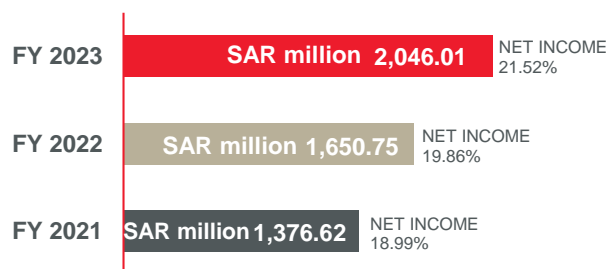 FY 2023 SAR million 2,046.01 NET INCOME
21.52%
FY 2022 SAR million 1,650.75 NET INCOME
19.86%
FY 2021 SAR million 1,376.62 NET INCOME
18.99%